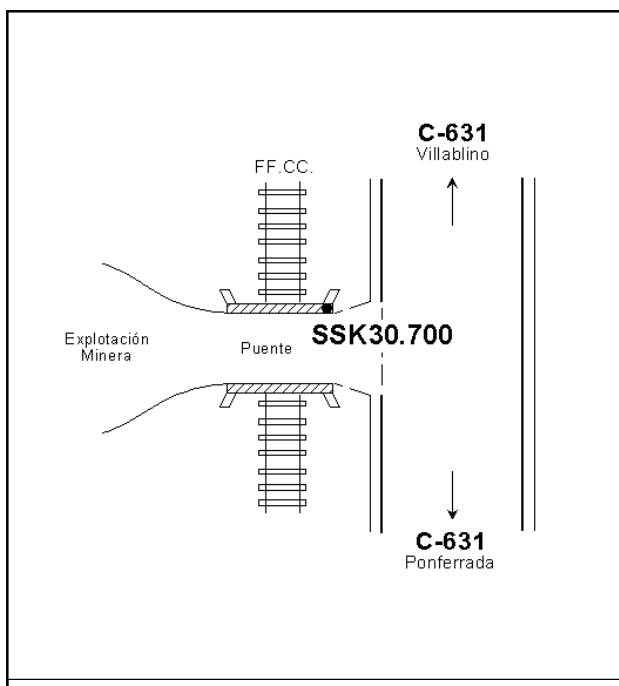 C-631
Villablino
FF.CC.
SSK30.700
Explotación
Minera
Puente
C-631
Ponferrada